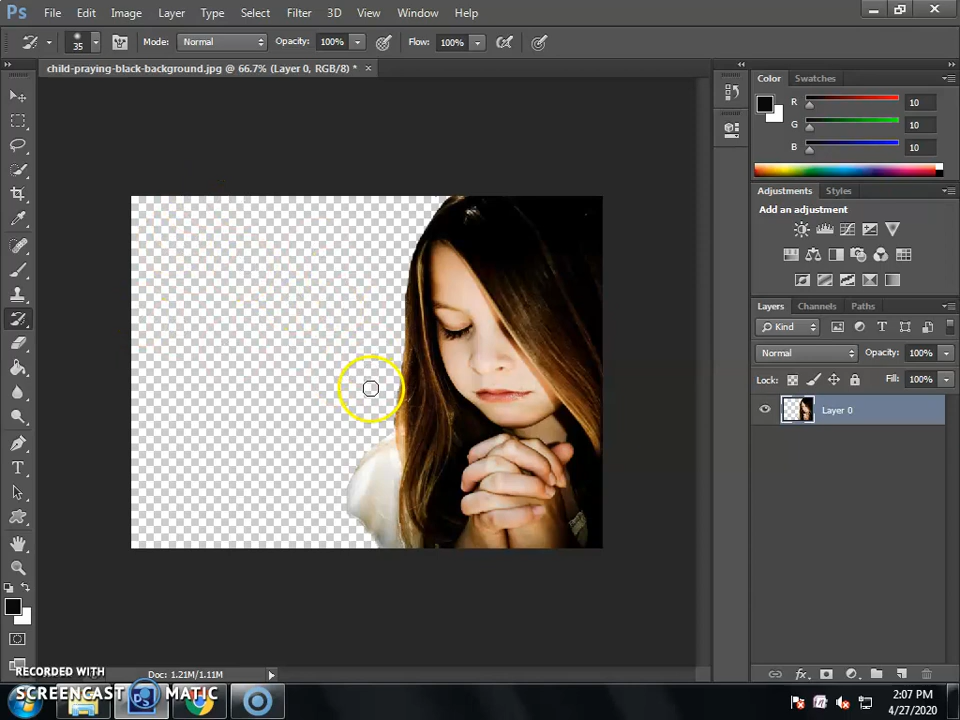 Ps File Edit Image Layer Type Select Filter 3D View Window Help
35 Mode: Normal Opacity: 100% Flow: 100%
child-praying-black-background.jpg @ 66.7% (Layer 0, RGB/8) * ×
Color Swatches
R 10
G 10
B 10
Adjustments Styles
Add an adjustment
Layers Channels Paths
Kind
Normal Opacity: 100%
Lock: Fill: 100%
Layer 0
fx
Doc: 1.21M/1.11M
RECORDED WITH
SCREENCAST MATIC
Ps
2:07 PM
4/27/2020